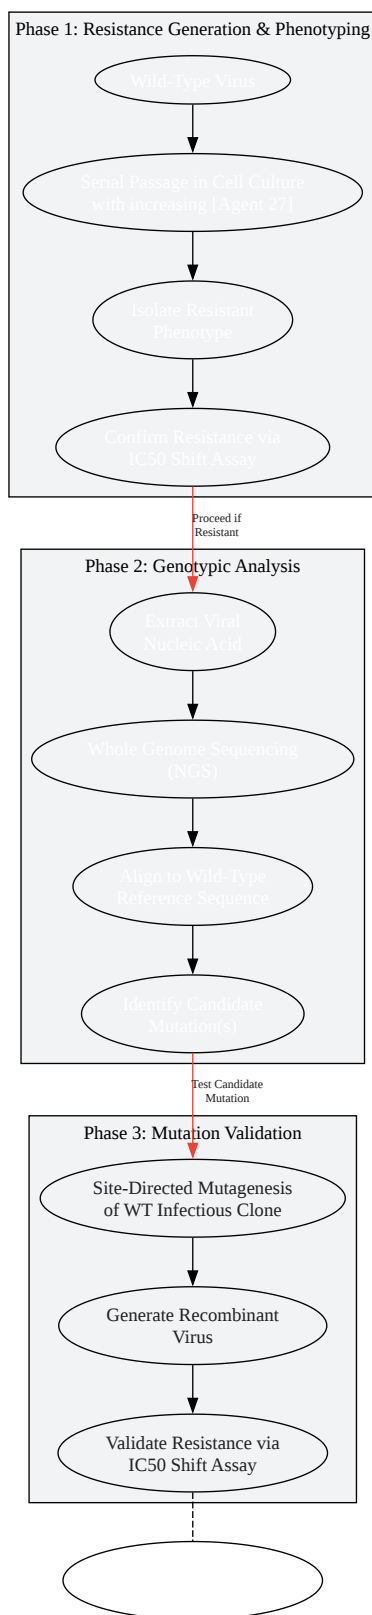 Phase 1: Resistance Generation & Phenotyping
Wild-Type Virus
Serial Passage in Cell Culture
with increasing [Agent 27]
Isolate Resistant
Phenotype
Confirm Resistance via
IC50 Shift Assay
Proceed if
Resistant
Phase 2: Genotypic Analysis
Extract Viral
Nucleic Acid
Whole Genome Sequencing
(NGS)
Align to Wild-Type
Reference Sequence
Identify Candidate
Mutation(s)
Test Candidate
Mutation
Phase 3: Mutation Validation
Site-Directed Mutagenesis
of WT Infectious Clone
Generate Recombinant
Virus
Validate Resistance via
IC50 Shift Assay